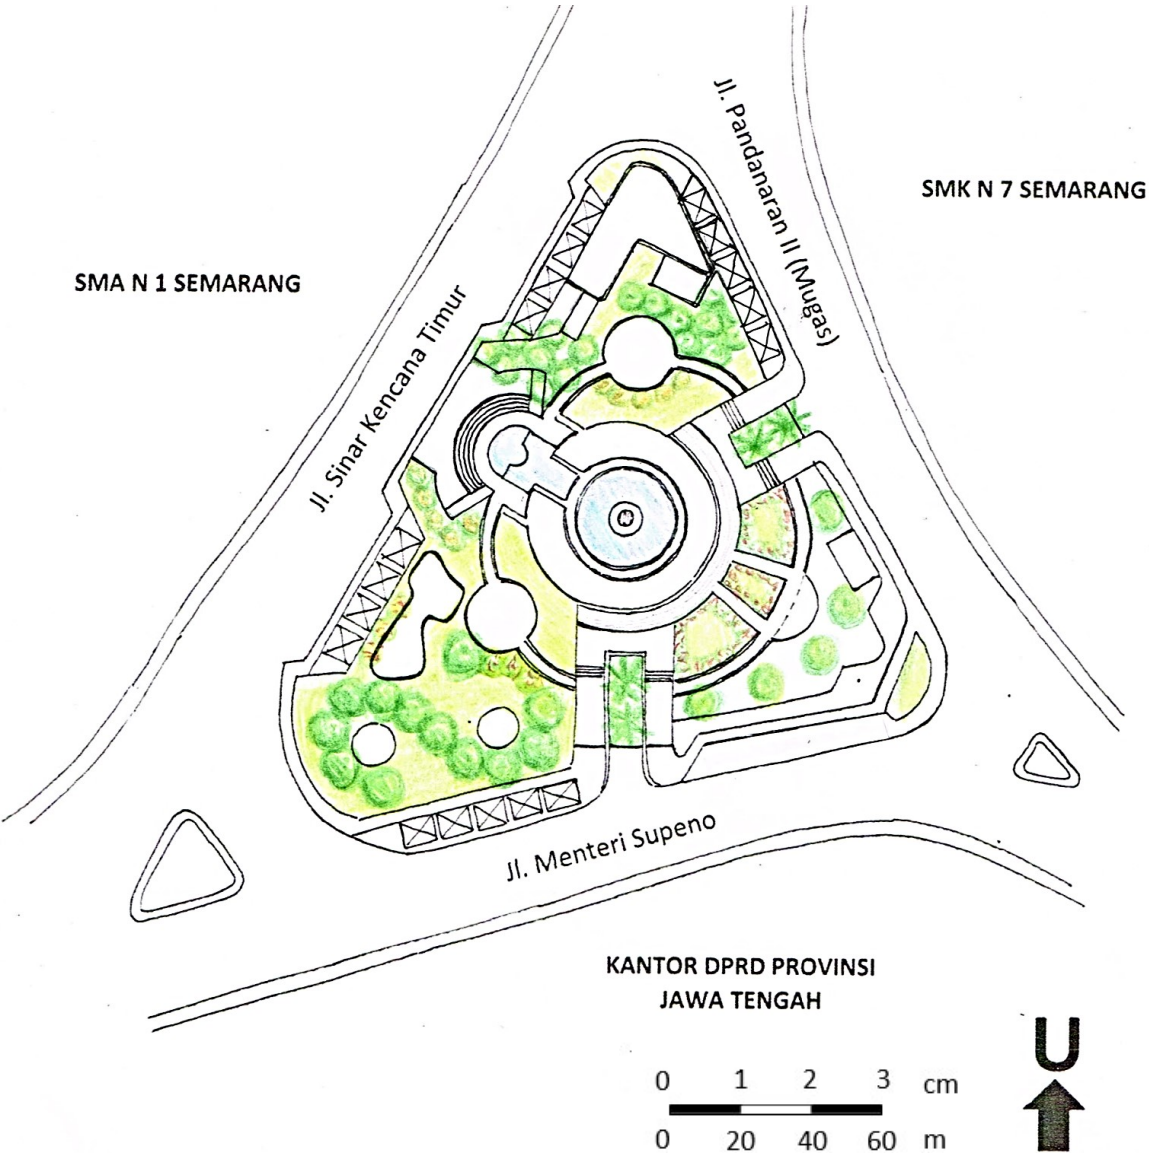 Jl. Pandanaran II (Mugas)
SMK N 7 SEMARANG
SMA N 1 SEMARANG
Jl. Sinar Kencana Timur
Jl. Menteri Supeno
KANTOR DPRD PROVINSI
JAWA TENGAH
U
0 1 2 3 cm
0 20 40 60 m